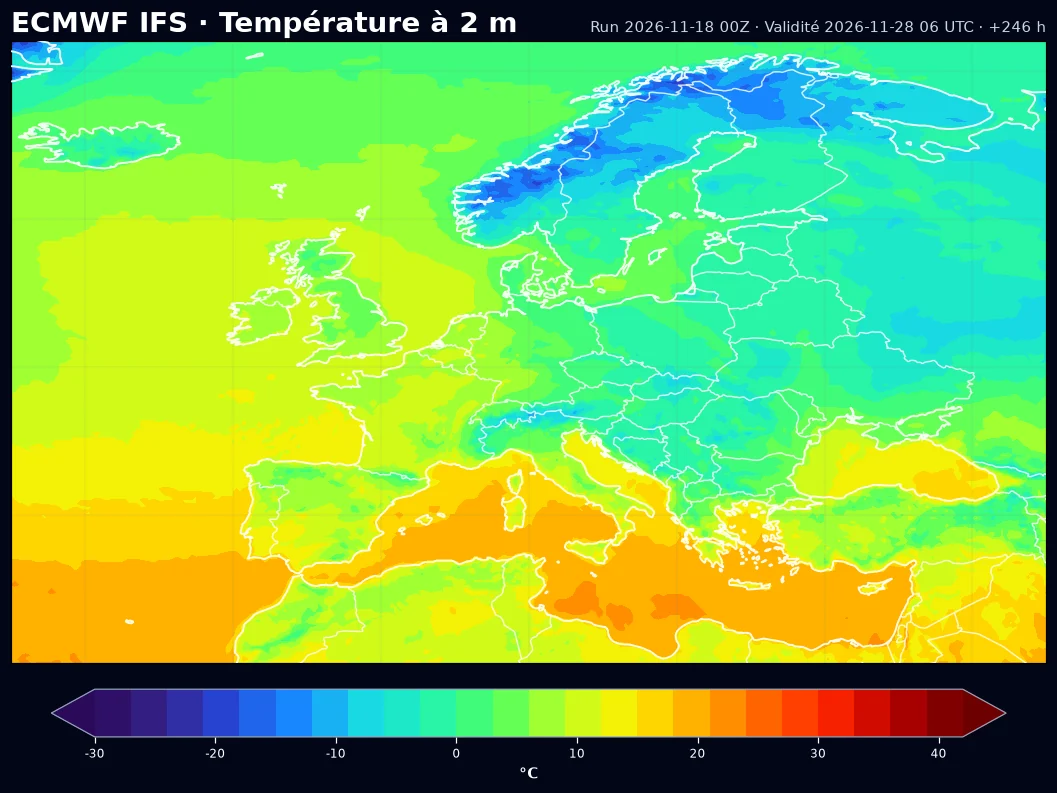 ECMWF IFS · Température à 2 m
Run 2026-11-18 00Z · Validité 2026-11-28 06 UTC · +246 h
-30 -20 -10 0 10 20 30 40
°C